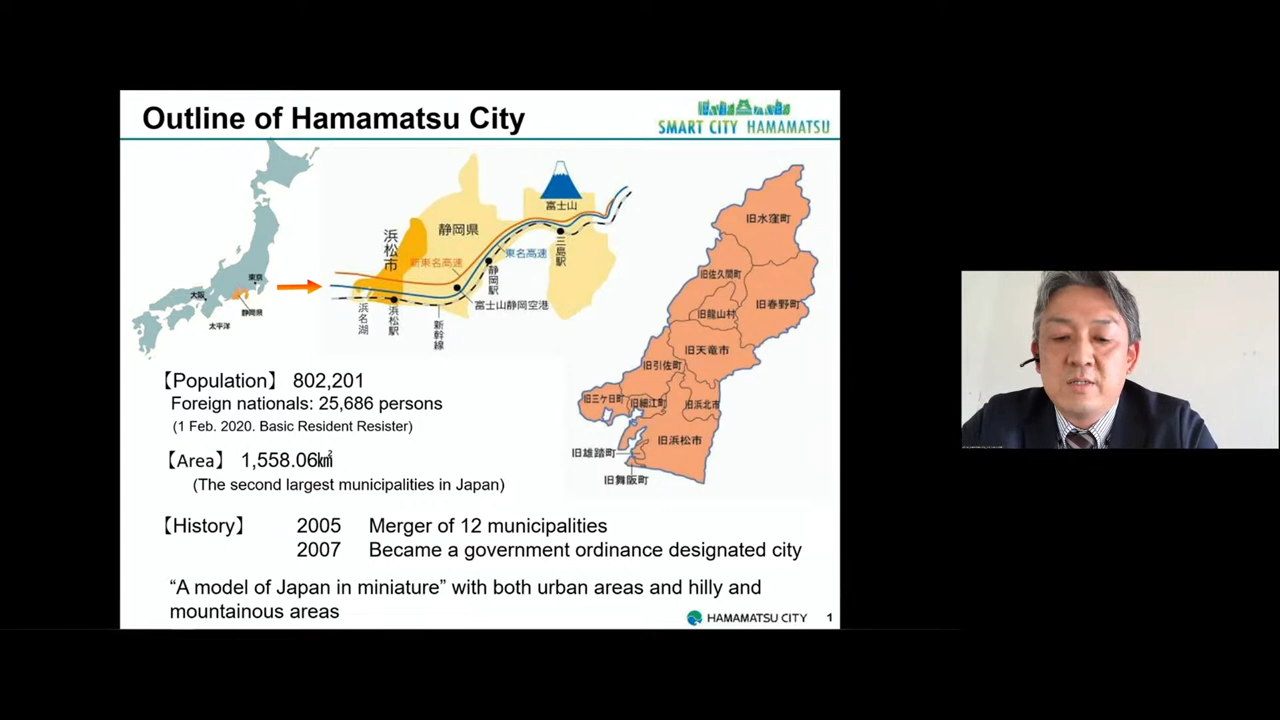 Outline of Hamamatsu City
SMART CITY HAMAMATSU
東京
大阪
静岡県
太平洋
富士山
静岡県
浜松市
新東名高速
東名高速
三島駅
静岡駅
富士山静岡空港
浜名湖
浜松駅
新幹線
旧水窪町
旧佐久間町
旧春野町
旧龍山村
旧天竜市
旧引佐町
旧三ケ日町
旧細江町
旧浜北市
旧浜松市
旧雄踏町
旧舞阪町
【Population】 802,201
Foreign nationals: 25,686 persons
(1 Feb. 2020. Basic Resident Resister)
【Area】 1,558.06㎢
(The second largest municipalities in Japan)
【History】 2005 Merger of 12 municipalities
2007 Became a government ordinance designated city
“A model of Japan in miniature” with both urban areas and hilly and
mountainous areas
HAMAMATSU CITY 1